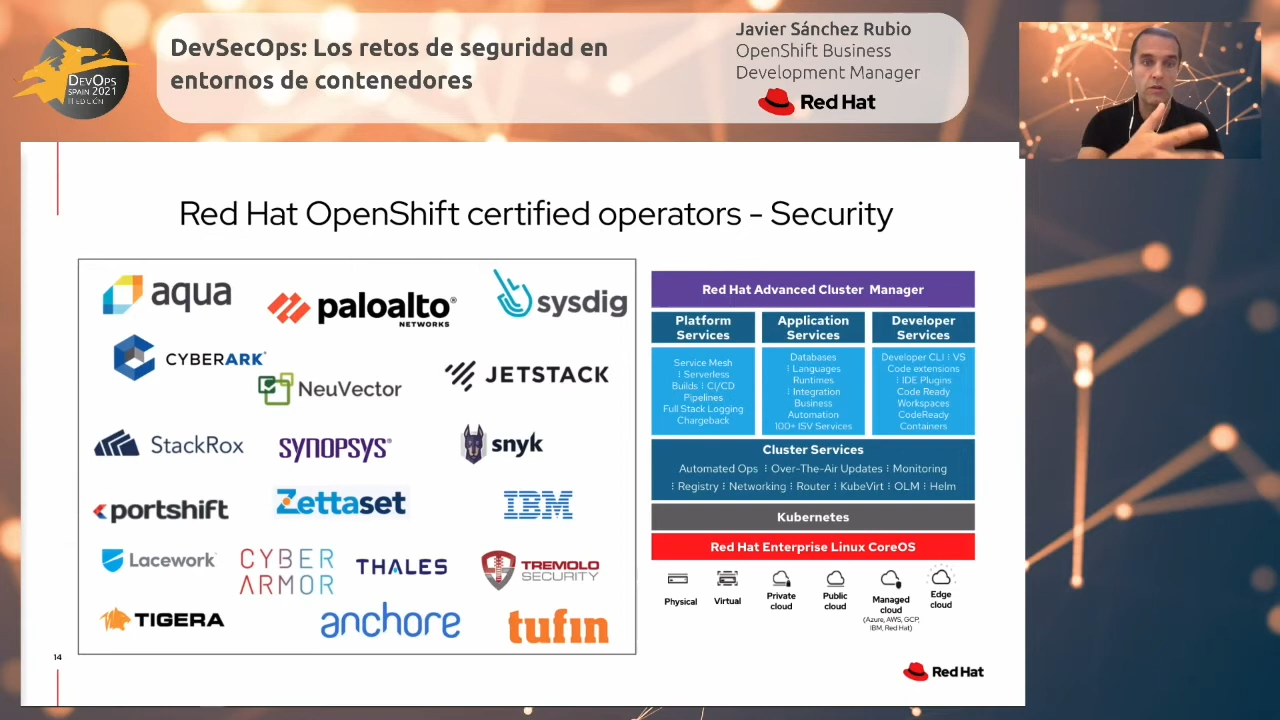 DEVOPS
SPAIN 2021
II EDICIÓN
DevSecOps: Los retos de seguridad en
entornos de contenedores
Javier Sánchez Rubio
OpenShift Business
Development Manager
Red Hat
Red Hat OpenShift certified operators - Security
aqua
paloalto®
NETWORKS
sysdig
CYBERARK®
NeuVector
JETSTACK
StackRox
SYNOPSYS®
snyk
portshift
Zettaset
IBM
Lacework
CYBER
ARMOR
THALES
TREMOLO
SECURITY
TIGERA
anchore
tufin
Red Hat Advanced Cluster Manager
Platform
Services
Service Mesh
⁞ Serverless
Builds ⁞ CI/CD
Pipelines
Full Stack Logging
Chargeback
Application
Services
Databases
⁞ Languages
Runtimes
⁞ Integration
Business
Automation
100+ ISV Services
Developer
Services
Developer CLI ⁞ VS
Code extensions
⁞ IDE Plugins
Code Ready
Workspaces
CodeReady
Containers
Cluster Services
Automated Ops ⁞ Over-The-Air Updates ⁞ Monitoring
⁞ Registry ⁞ Networking ⁞ Router ⁞ KubeVirt ⁞ OLM ⁞ Helm
Kubernetes
Red Hat Enterprise Linux CoreOS
Physical
Virtual
Private
cloud
Public
cloud
Managed
cloud
(Azure, AWS, GCP,
IBM, Red Hat)
Edge
cloud
14
Red Hat